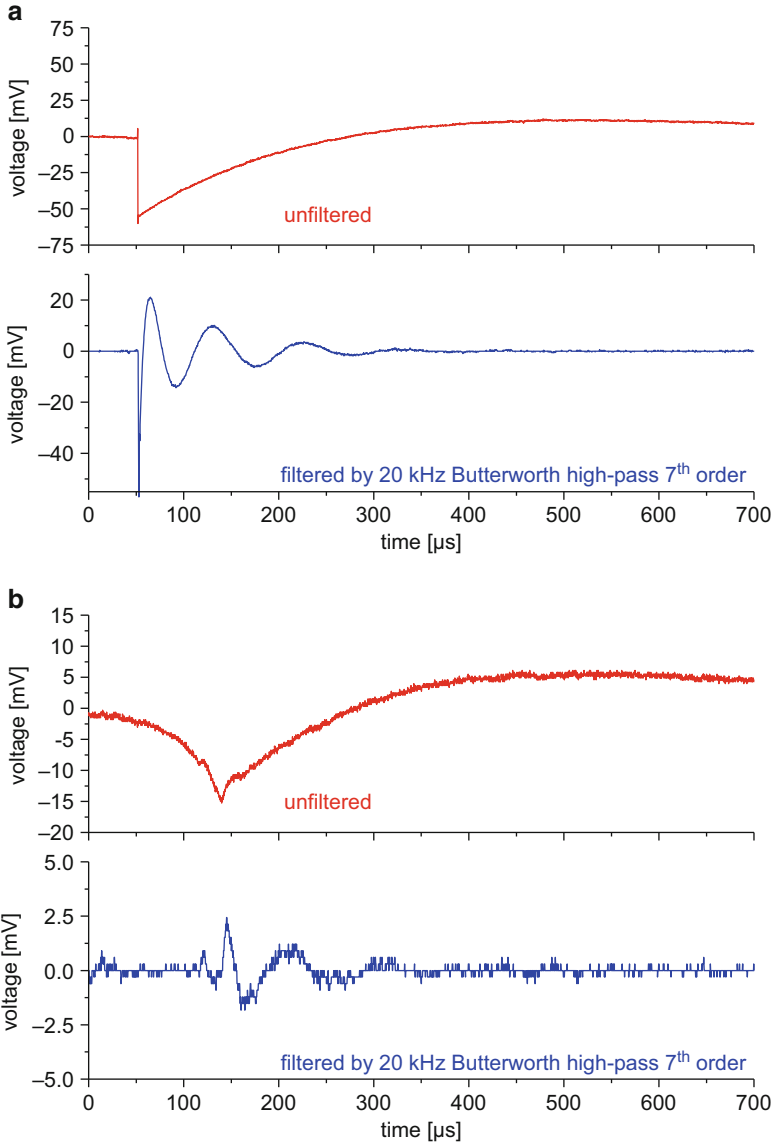 a
75
50
25
0
–25
–50
–75
voltage [mV]
unfiltered
20
0
–20
–40
voltage [mV]
filtered by 20 kHz Butterworth high-pass 7th order
0 100 200 300 400 500 600 700
time [µs]
b
15
10
5
0
-5
-10
–15
–20
voltage [mV]
unfiltered
5.0
2.5
0.0
–2.5
–5.0
voltage [mV]
filtered by 20 kHz Butterworth high-pass 7th order
0 100 200 300 400 500 600 700
time [µs]